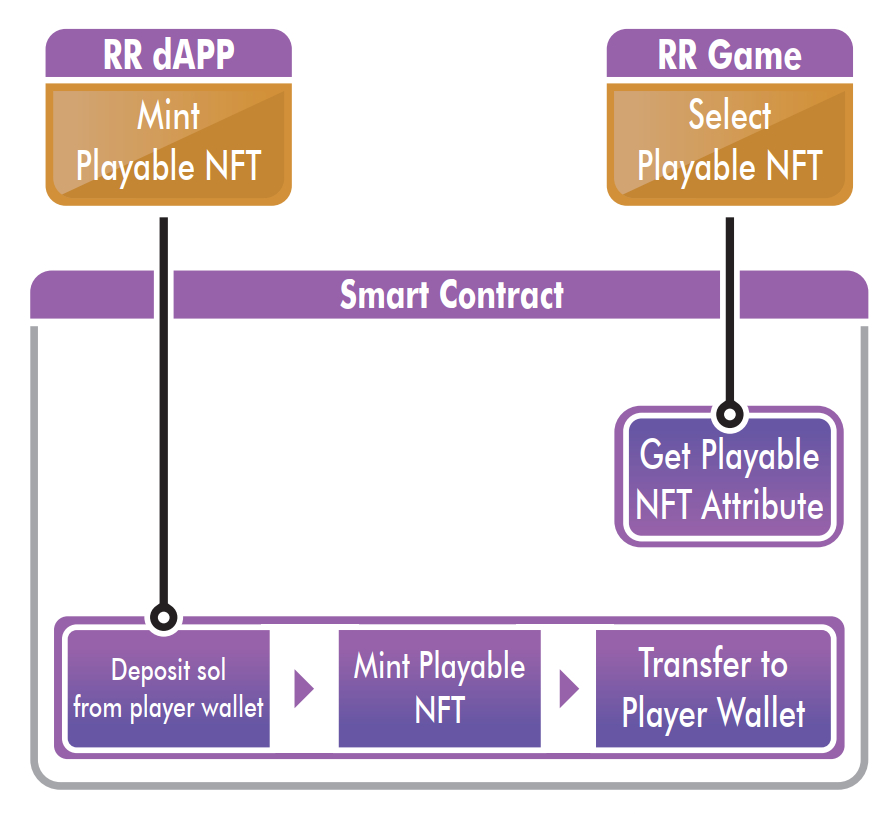 RR dAPP
Mint
Playable NFT
RR Game
Select
Playable NFT
Smart Contract
Get Playable
NFT Attribute
Deposit sol
from player wallet
Mint Playable
NFT
Transfer to
Player Wallet